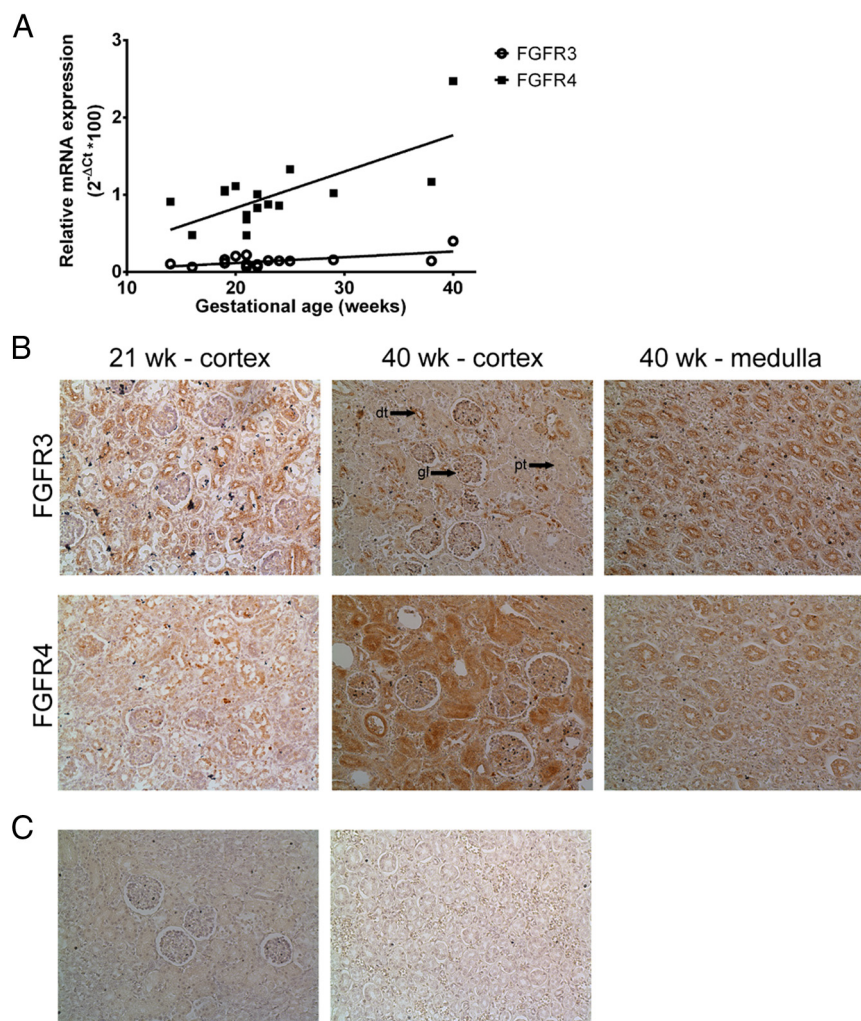 A
3
2
1
0
Relative mRNA expression
(2^-ΔCt *100)
FGFR3
FGFR4
10 20 30 40
Gestational age (weeks)
B
21 wk - cortex 40 wk - cortex 40 wk - medulla
FGFR3
dt
gl
pt
FGFR4
C